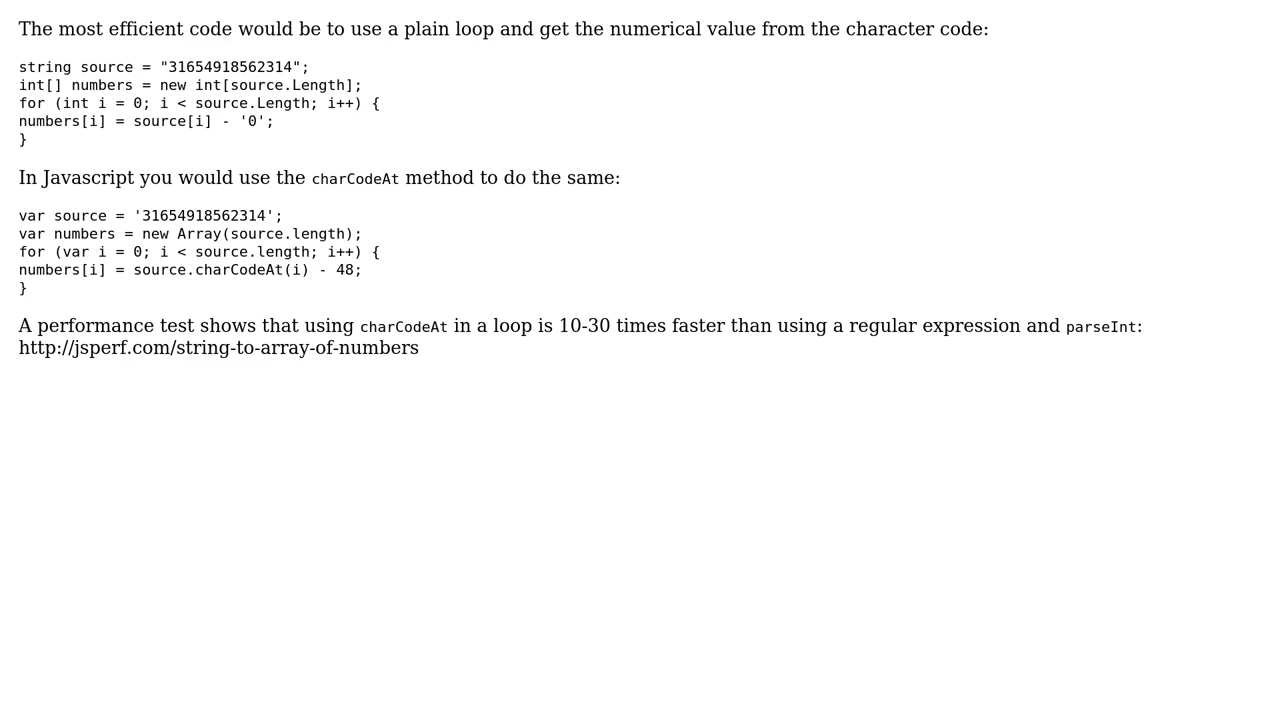 The most efficient code would be to use a plain loop and get the numerical value from the character code:
string source = "31654918562314";
int[] numbers = new int[source.Length];
for (int i = 0; i < source.Length; i++) {
numbers[i] = source[i] - '0';
}
In Javascript you would use the charCodeAt method to do the same:
var source = '31654918562314';
var numbers = new Array(source.length);
for (var i = 0; i < source.length; i++) {
numbers[i] = source.charCodeAt(i) - 48;
}
A performance test shows that using charCodeAt in a loop is 10-30 times faster than using a regular expression and parseInt:
http://jsperf.com/string-to-array-of-numbers